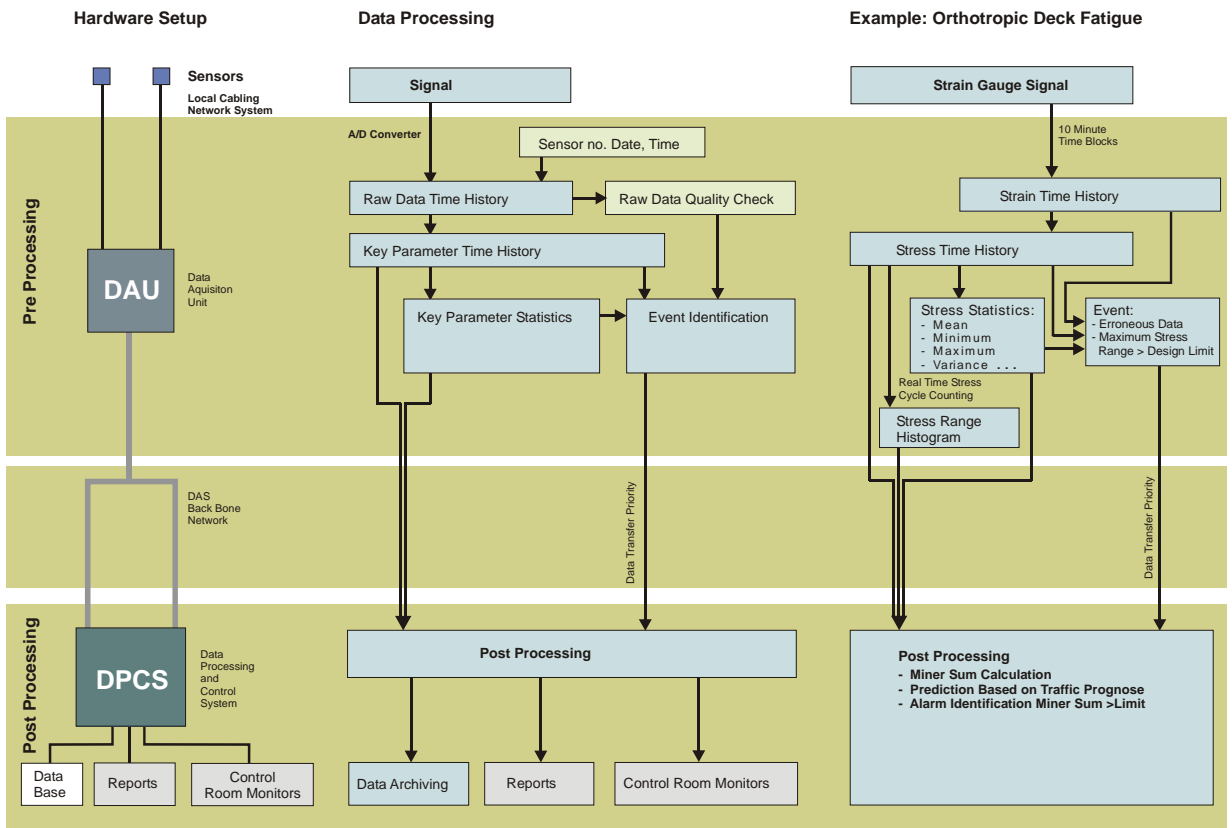 Hardware Setup
Data Processing
Example: Orthotropic Deck Fatigue
Sensors
Local Cabling
Network System
Signal
Strain Gauge Signal
Pre Processing
A/D Converter
Sensor no. Date, Time
10 Minute
Time Blocks
Raw Data Time History
Raw Data Quality Check
Strain Time History
Key Parameter Time History
Stress Time History
DAU
Data
Aquisiton
Unit
Key Parameter Statistics
Event Identification
Stress Statistics:
- Mean
- Minimum
- Maximum
- Variance ...
Event:
- Erroneous Data
- Maximum Stress
Range > Design Limit
Real Time Stress
Cycle Counting
Stress Range
Histogram
DAS
Back Bone
Network
Data Transfer Priority
Data Transfer Priority
Post Processing
DPCS
Data
Processing
and
Control
System
Post Processing
Post Processing
- Miner Sum Calculation
- Prediction Based on Traffic Prognose
- Alarm Identification Miner Sum >Limit
Data
Base
Reports
Control
Room Monitors
Data Archiving
Reports
Control Room Monitors